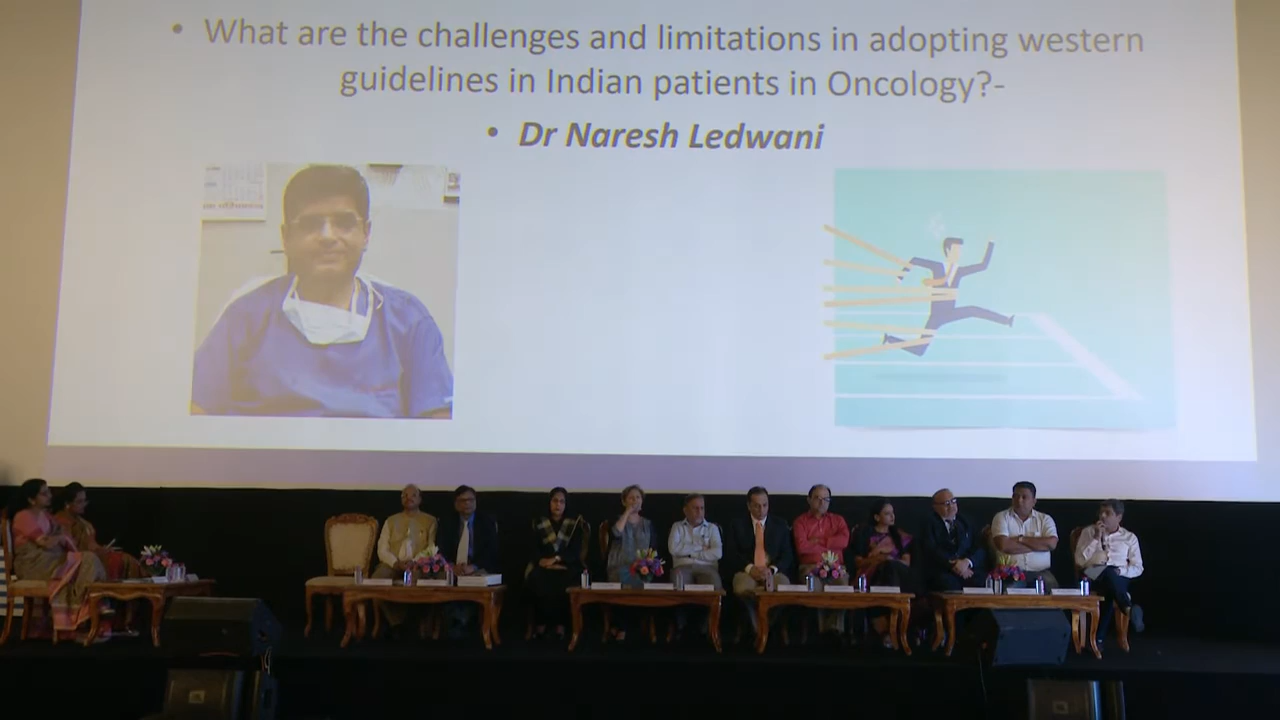 • What are the challenges and limitations in adopting western
guidelines in Indian patients in Oncology?-
• Dr Naresh Ledwani